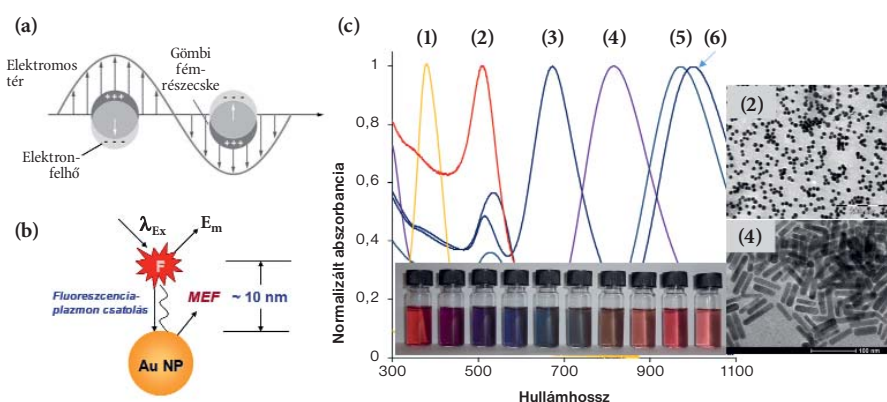 (a)
Elektromos
tér
Gömbi
fém-
részecske
Elektron-
felhő
(b)
λEx
Em
F
Fluoreszcencia-
plazmon csatolás
MEF
~ 10 nm
Au NP
(c)
(1) (2) (3) (4) (5) (6)
Normalizált abszorbancia
1
0,8
0,6
0,4
0,2
0
300 500 700 900 1100
Hullámhossz
(2)
(4)
100 nm